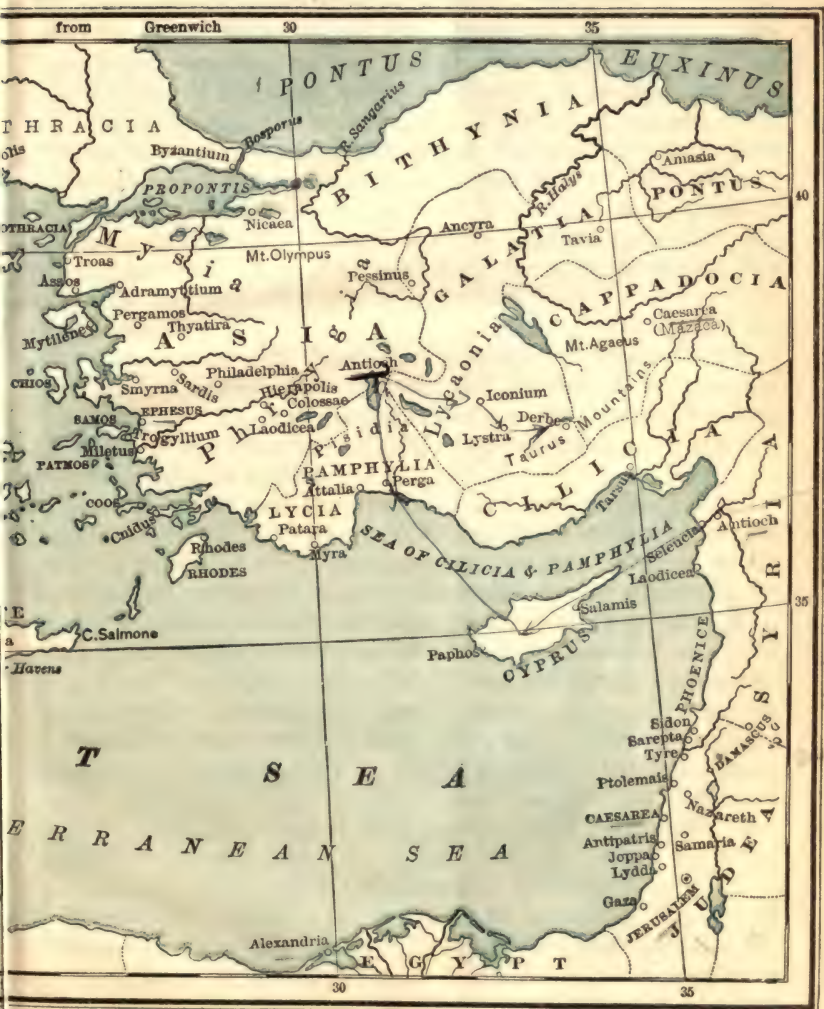 from Greenwich 30 35
PONTUS EUXINUS
THRACIA
olis
Byzantium
Bosporus
R. Sangarius
BITHYNIA
Amasia
PONTUS
40
PROPONTIS
R. Halys
OTHRACIA
Nicaea
Ancyra
GALATIA
Tavia
Mysia
Mt. Olympus
Troas
Pessinus
CAPPADOCIA
Assos
Adramyttium
Pergamos
Thyatira
Caesarea
(Mazaca)
Mytilene
ASIA
Phrygia
Lycaonia
Mt. Agaeus
Antioch
Philadelphia
CHIOS
Smyrna
Sardis
Hierapolis
Iconium
Colossae
SAMOS
EPHESUS
Laodicea
Derbe
Trogyllium
Pisidia
Lystra
Taurus Mountains
Miletus
PATMOS
PAMPHYLIA
CILICIA
Attalia
Perga
COOS
LYCIA
Tarsus
Cnidus
Patara
Antioch
Rhodes
Myra
SEA OF CILICIA & PAMPHYLIA
Seleucia
RHODES
Laodicea
SYRIA
Salamis
35
TE
a
C. Salmone
Paphos
CYPRUS
PHOENICE
Havens
Sidon
Sarepta
DAMASCUS
Tyre
T SEA
Ptolemais
Nazareth
ERRANEAN SEA
CAESAREA
Antipatris
Samaria
Joppa
Lydda
JUDEA
Gaza
JERUSALEM
Alexandria
EGYPT
30 35